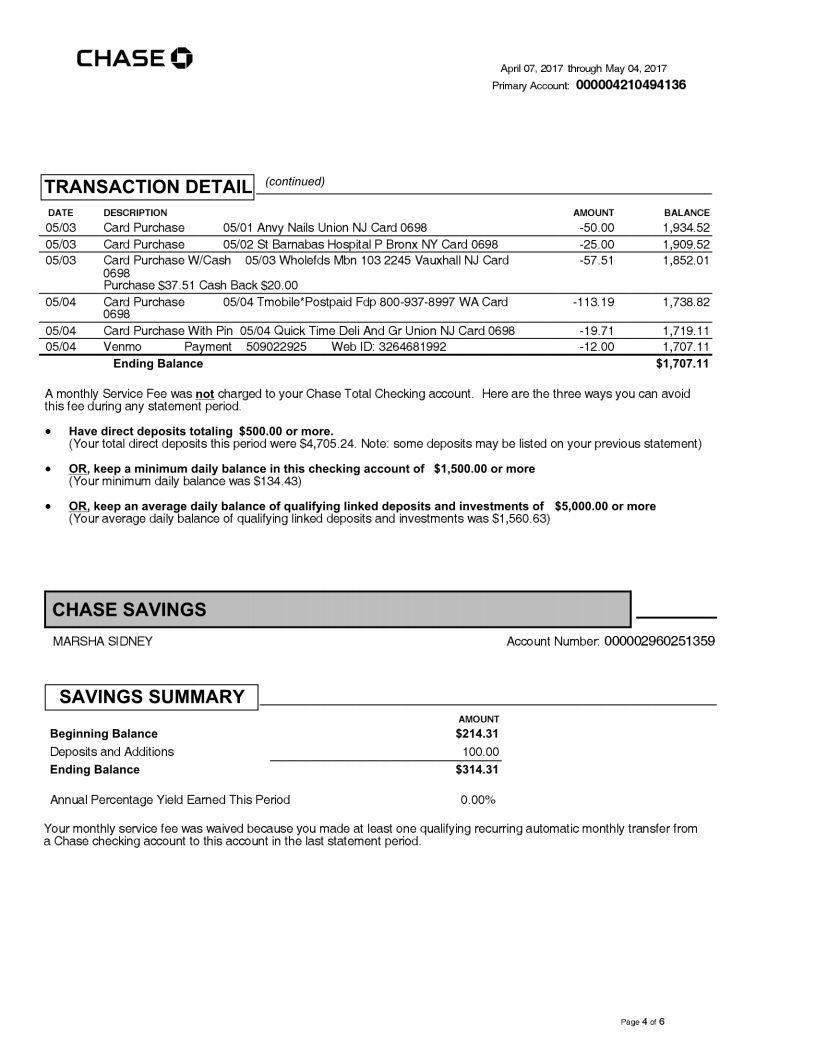 CHASE
April 07, 2017 through May 04, 2017
Primary Account: 000004210494136
TRANSACTION DETAIL (continued)
DATE DESCRIPTION AMOUNT BALANCE
05/03 Card Purchase 05/01 Anvy Nails Union NJ Card 0698 -50.00 1,934.52
05/03 Card Purchase 05/02 St Barnabas Hospital P Bronx NY Card 0698 -25.00 1,909.52
05/03 Card Purchase W/Cash 05/03 Wholefds Mbn 103 2245 Vauxhall NJ Card -57.51 1,852.01
0698
Purchase $37.51 Cash Back $20.00
05/04 Card Purchase 05/04 Tmobile*Postpaid Fdp 800-937-8997 WA Card -113.19 1,738.82
0698
05/04 Card Purchase With Pin 05/04 Quick Time Deli And Gr Union NJ Card 0698 -19.71 1,719.11
05/04 Venmo Payment 509022925 Web ID: 3264681992 -12.00 1,707.11
Ending Balance $1,707.11
A monthly Service Fee was not charged to your Chase Total Checking account. Here are the three ways you can avoid
this fee during any statement period.
• Have direct deposits totaling $500.00 or more.
(Your total direct deposits this period were $4,705.24. Note: some deposits may be listed on your previous statement)
• OR, keep a minimum daily balance in this checking account of $1,500.00 or more
(Your minimum daily balance was $134.43)
• OR, keep an average daily balance of qualifying linked deposits and investments of $5,000.00 or more
(Your average daily balance of qualifying linked deposits and investments was $1,560.63)
CHASE SAVINGS
MARSHA SIDNEY Account Number: 000002960251359
SAVINGS SUMMARY
AMOUNT
Beginning Balance $214.31
Deposits and Additions 100.00
Ending Balance $314.31
Annual Percentage Yield Earned This Period 0.00%
Your monthly service fee was waived because you made at least one qualifying recurring automatic monthly transfer from
a Chase checking account to this account in the last statement period.
Page 4 of 6